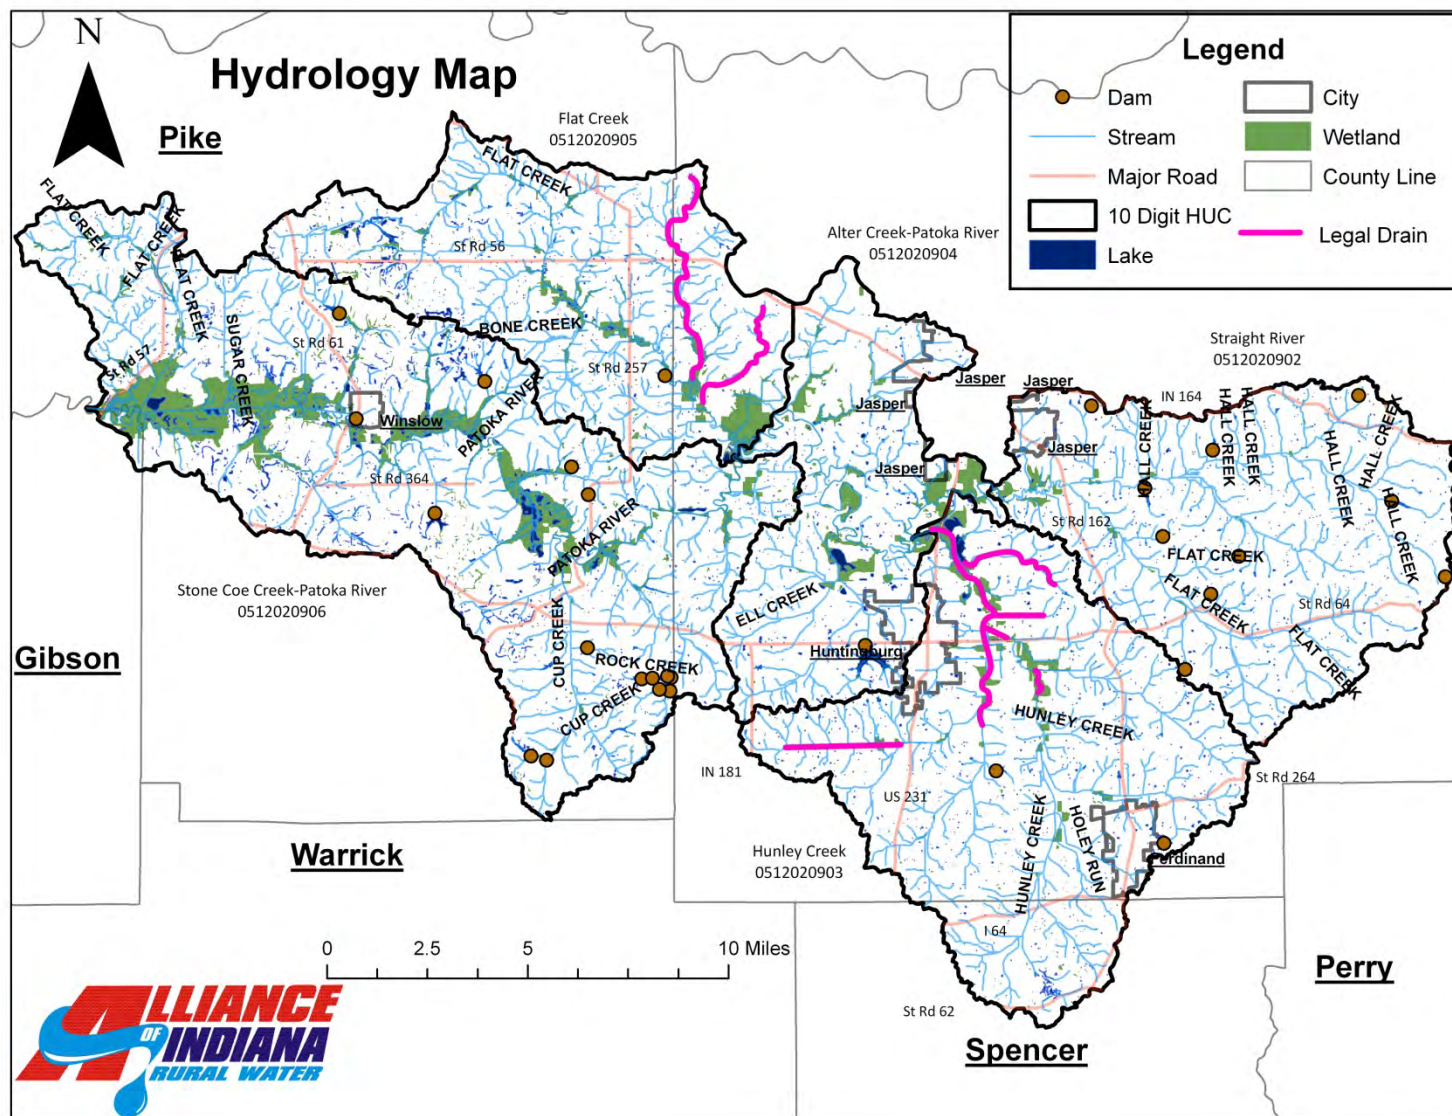 N
Hydrology Map
Pike
Flat Creek
0512020905
Legend
Dam
City
Stream
Wetland
Major Road
County Line
10 Digit HUC
Legal Drain
Lake
FLAT CREEK
FLAT CREEK
FLAT CREEK
FLAT CREEK
St Rd 56
Alter Creek-Patoka River
0512020904
SUGAR CREEK
BONE CREEK
St Rd 61
St Rd 57
St Rd 257
Straight River
0512020902
Jasper
Jasper
IN 164
Jasper
Winslow
PATOKA RIVER
Jasper
Jasper
HALL CREEK
HALL CREEK
HALL CREEK
HALL CREEK
HALL CREEK
HALL CREEK
St Rd 364
St Rd 162
PATOKA RIVER
FLAT CREEK
Stone Coe Creek-Patoka River
0512020906
ELL CREEK
FLAT CREEK
St Rd 64
FLAT CREEK
CUP CREEK
Gibson
ROCK CREEK
Huntingburg
CUP CREEK
HUNLEY CREEK
IN 181
St Rd 264
US 231
HUNLEY CREEK
HOLEY RUN
Warrick
Hunley Creek
0512020903
erdinand
I 64
0
2.5
5
10 Miles
Perry
St Rd 62
Spencer
ALLIANCE
OF
INDIANA
RURAL WATER